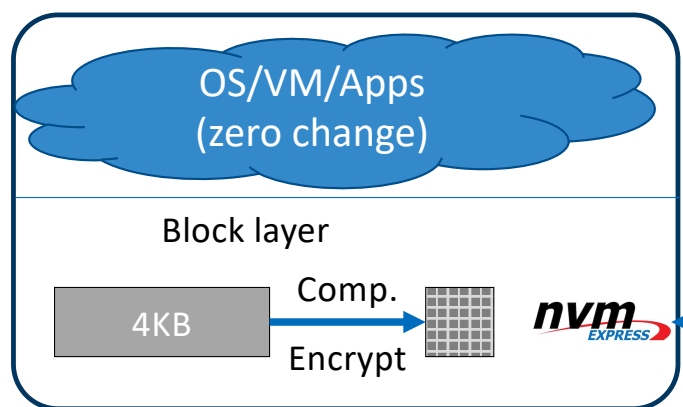 OS/VM/Apps
(zero change)
Block layer
4KB
Comp.
Encrypt
nvm
EXPRESS